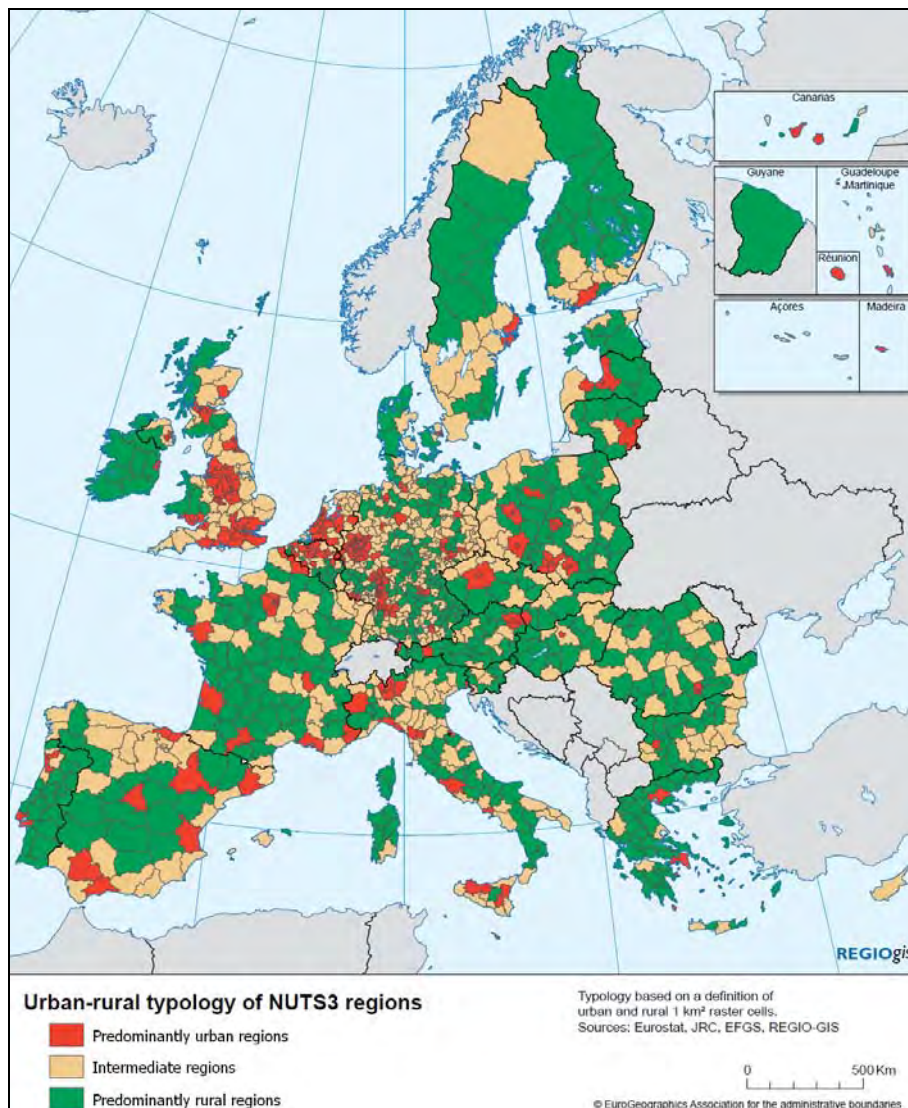 Canarias
Guyane
Guadeloupe
Martinique
Réunion
Açores
Madeira
REGIOgis
Urban-rural typology of NUTS3 regions
Predominantly urban regions
Intermediate regions
Predominantly rural regions
Typology based on a definition of
urban and rural 1 km² raster cells.
Sources: Eurostat, JRC, EFGS, REGIO-GIS
0 500 Km
© EuroGeographics Association for the administrative boundaries